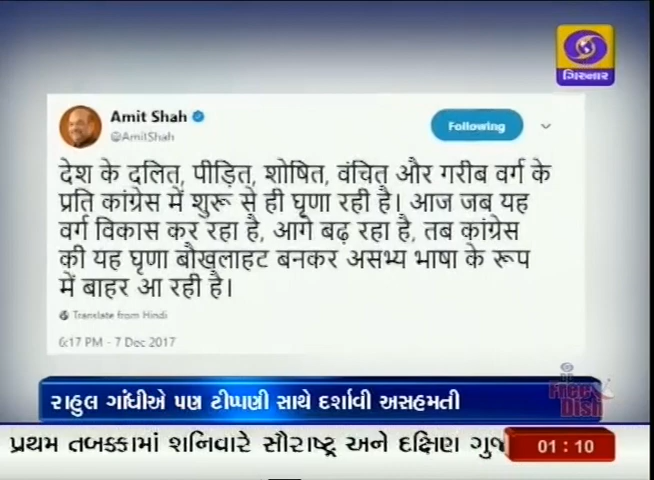 ગિરનાર
Amit Shah
@AmitShah
Following
देश के दलित, पीड़ित, शोषित, वंचित और गरीब वर्ग के
प्रति कांग्रेस में शुरू से ही घृणा रही है। आज जब यह
वर्ग विकास कर रहा है, आगे बढ़ रहा है, तब कांग्रेस
की यह घृणा बौखलाहट बनकर असभ्य भाषा के रूप
में बाहर आ रही है।
Translate from Hindi
6:17 PM - 7 Dec 2017
DD
Free
Dish
રાહુલ ગાંધીએ પણ ટીપ્પણી સાથે દર્શાવી અસહમતી
પ્રથમ તબક્કામાં શનિવારે સૌરાષ્ટ્ર અને દક્ષિણ ગુજ
01:10